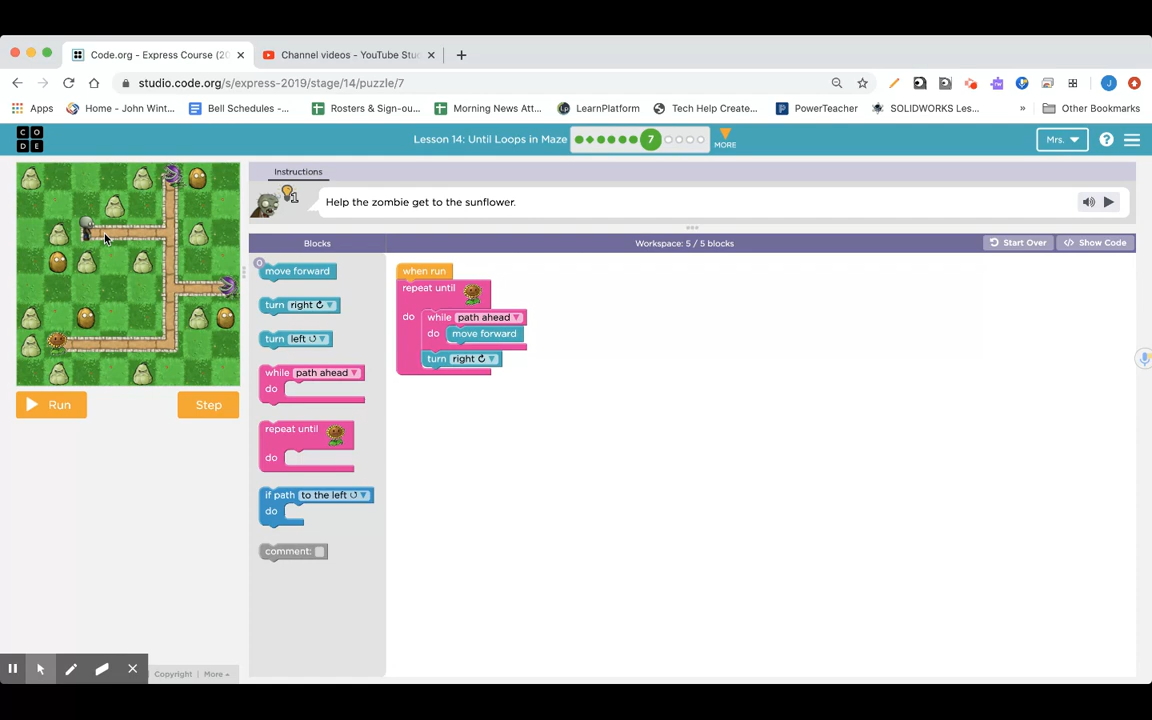 Code.org - Express Course (20
Channel videos - YouTube Stu
studio.code.org/s/express-2019/stage/14/puzzle/7
Apps
Home - John Wint...
Bell Schedules -...
Rosters & Sign-ou...
Morning News Att...
LearnPlatform
Tech Help Create...
PowerTeacher
SOLIDWORKS Les...
»
Other Bookmarks
C O
D E
Lesson 14: Until Loops in Maze
7
MORE
Mrs.
?
Instructions
1
Help the zombie get to the sunflower.
Blocks
Workspace: 5 / 5 blocks
Start Over
Show Code
0
move forward
turn right
turn left
while path ahead
do
repeat until
do
if path to the left
do
comment:
when run
repeat until
do while path ahead
do move forward
turn right
Run
Step
Copyright | More
J